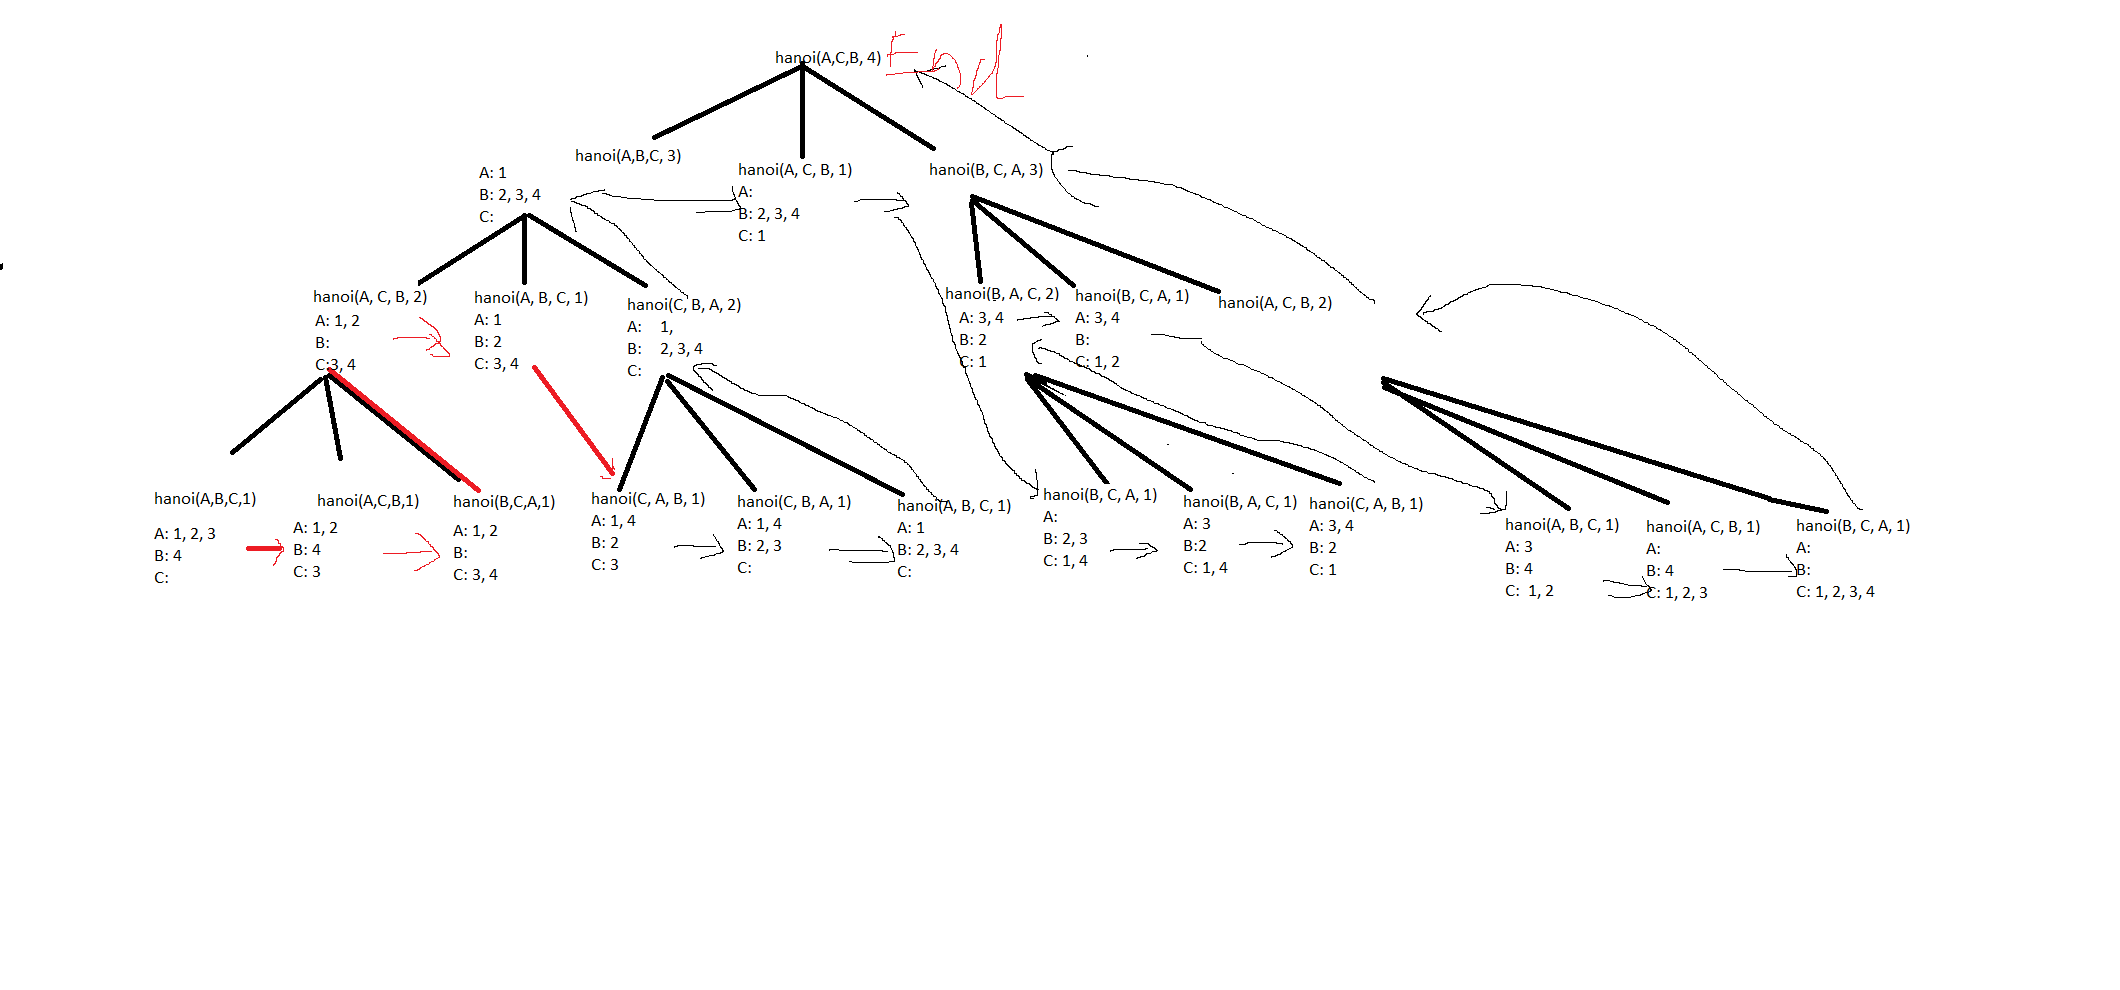 hanoi(A,C,B, 4)
End
hanoi(A,B,C, 3)
A: 1
B: 2, 3, 4
C:
hanoi(A, C, B, 1)
A:
B: 2, 3, 4
C: 1
hanoi(B, C, A, 3)
hanoi(A, C, B, 2)
A: 1, 2
B:
C:3, 4
hanoi(A, B, C, 1)
A: 1
B: 2
C: 3, 4
hanoi(C, B, A, 2)
A: 1,
B: 2, 3, 4
C:
hanoi(B, A, C, 2)
A: 3, 4
B: 2
C: 1
hanoi(B, C, A, 1)
A: 3, 4
B:
C: 1, 2
hanoi(A, C, B, 2)
hanoi(A,B,C,1)
A: 1, 2, 3
B: 4
C:
hanoi(A,C,B,1)
A: 1, 2
B: 4
C: 3
hanoi(B,C,A,1)
A: 1, 2
B:
C: 3, 4
hanoi(C, A, B, 1)
A: 1, 4
B: 2
C: 3
hanoi(C, B, A, 1)
A: 1, 4
B: 2, 3
C:
hanoi(A, B, C, 1)
A: 1
B: 2, 3, 4
C:
hanoi(B, C, A, 1)
A:
B: 2, 3
C: 1, 4
hanoi(B, A, C, 1)
A: 3
B:2
C: 1, 4
hanoi(C, A, B, 1)
A: 3, 4
B: 2
C: 1
hanoi(A, B, C, 1)
A: 3
B: 4
C: 1, 2
hanoi(A, C, B, 1)
A:
B: 4
C: 1, 2, 3
hanoi(B, C, A, 1)
A:
B:
C: 1, 2, 3, 4